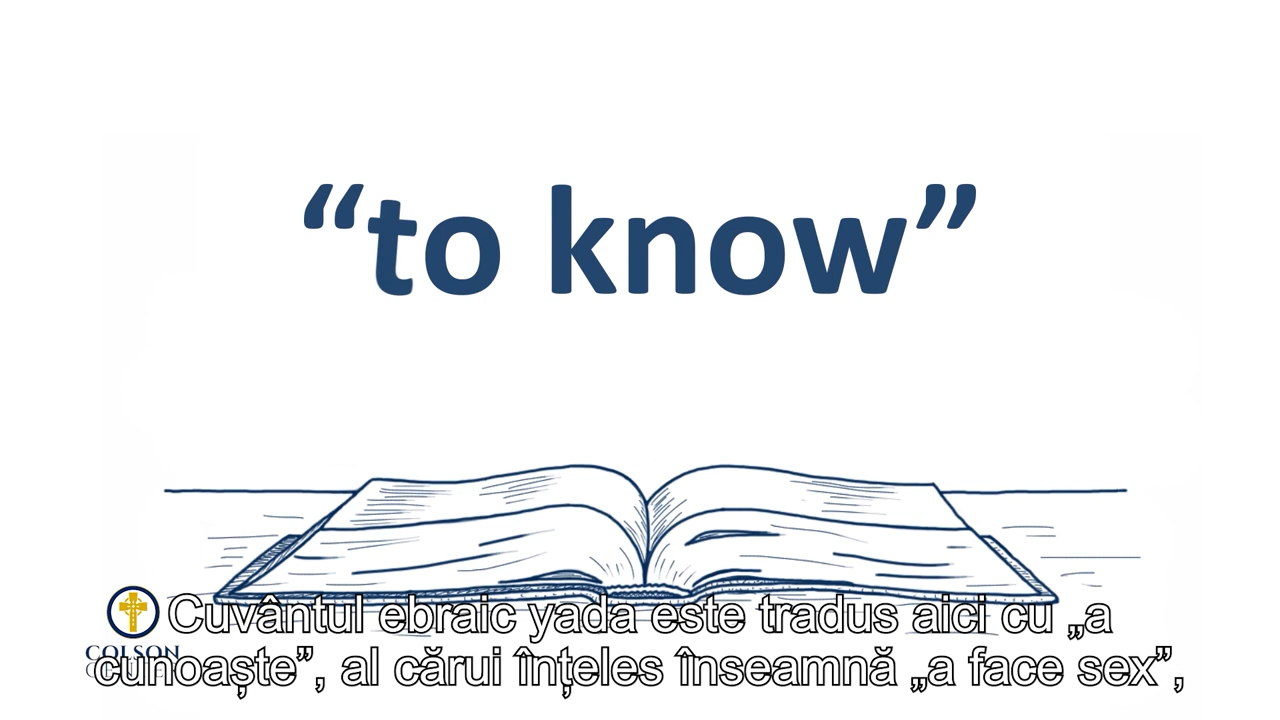 “to know”
COLSON
Cuvântul ebraic yada este tradus aici cu „a
cunoaște”, al cărui înțeles înseamnă „a face sex”,